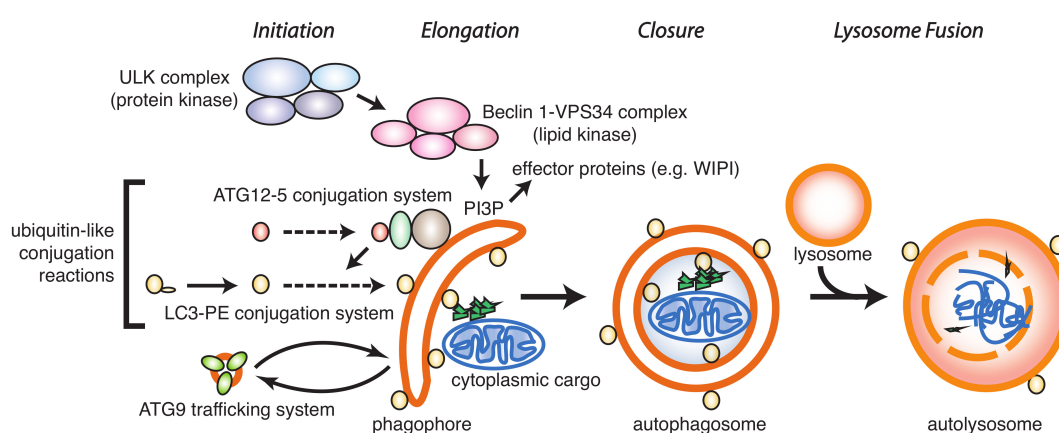 Initiation
Elongation
Closure
Lysosome Fusion
ULK complex
(protein kinase)
Beclin 1-VPS34 complex
(lipid kinase)
effector proteins (e.g. WIPI)
PI3P
ATG12-5 conjugation system
ubiquitin-like
conjugation
reactions
LC3-PE conjugation system
ATG9 trafficking system
phagophore
cytoplasmic cargo
autophagosome
lysosome
autolysosome